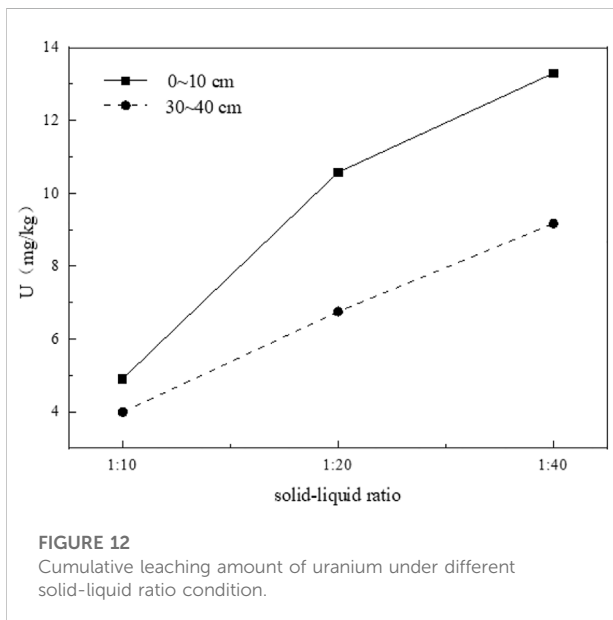 14
12
10
8
6
4
U（mg/kg）
0~10 cm
30~40 cm
1:10
1:20
1:40
solid-liquid ratio
FIGURE 12
Cumulative leaching amount of uranium under different
solid-liquid ratio condition.